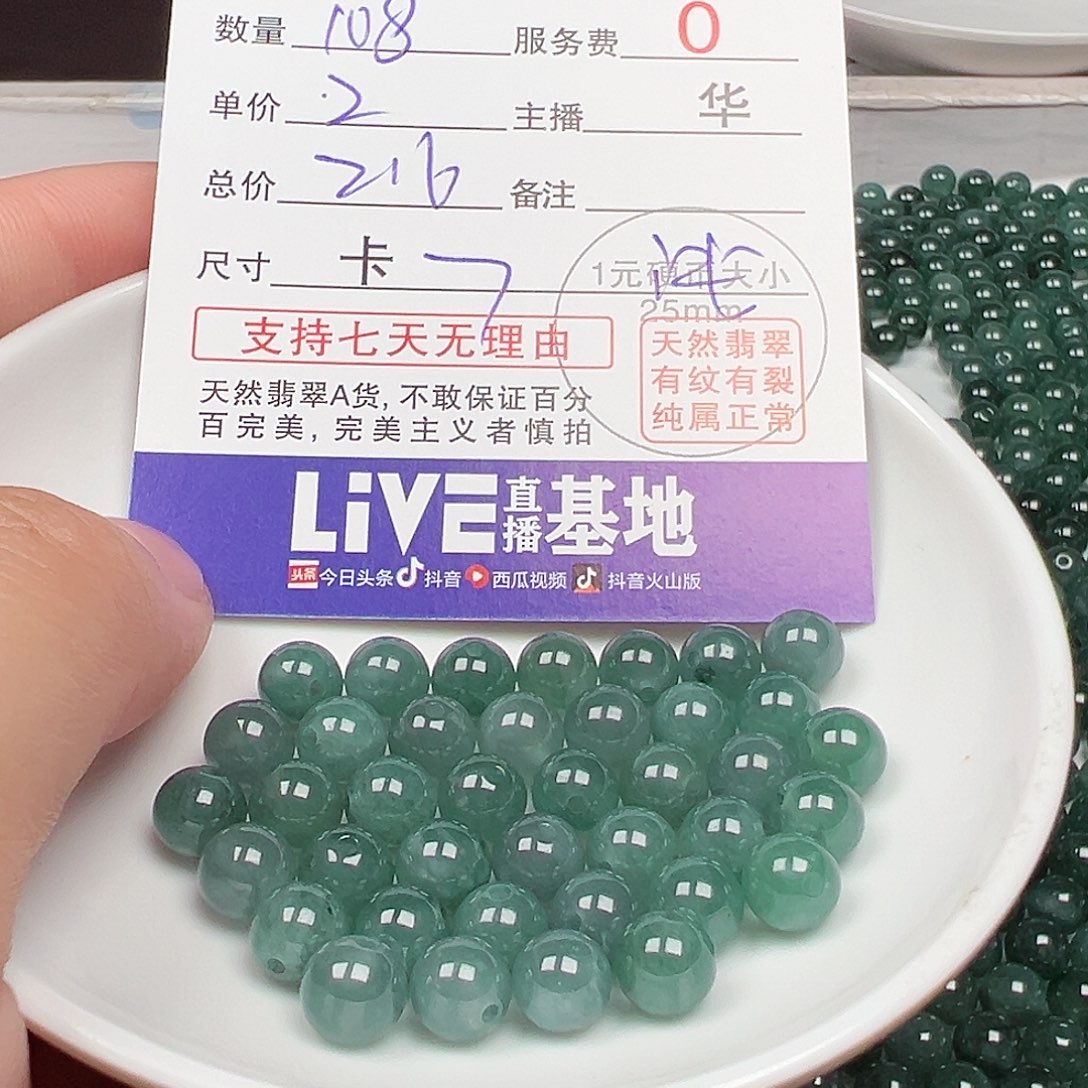 数量 108 服务费 0
单价 .2 主播 华
总价 216 备注
尺寸 卡 7
1元硬币大小
25mm
支持七天无理由
天然翡翠A货,不敢保证百分
百完美,完美主义者慎拍
天然翡翠
有纹有裂
纯属正常
LiVE直播基地
头条 今日头条 抖音 西瓜视频 抖音火山版